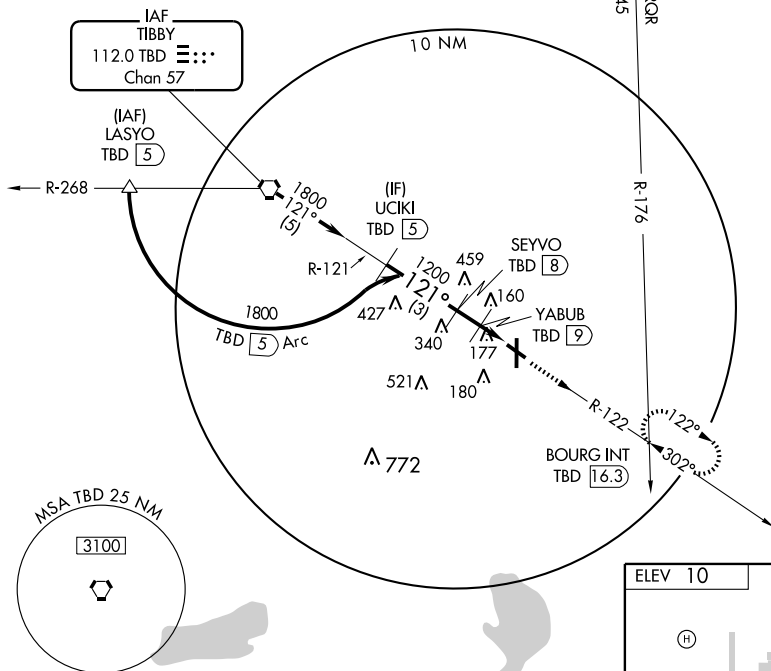 IAF
TIBBY
112.0 TBD
Chan 57
10 NM
RQR
45
(IAF)
LASYO
TBD 5
R-268
1800
121°
(5)
(IF)
UCIKI
TBD 5
R-176
R-121
1200
121°
(3)
459
SEYVO
TBD 8
160
YABUB
TBD 9
427
340
177
1800
TBD 5 Arc
521
180
R-122
122°
302°
BOURG INT
TBD 16.3
772
MSA TBD 25 NM
3100
ELEV 10
H